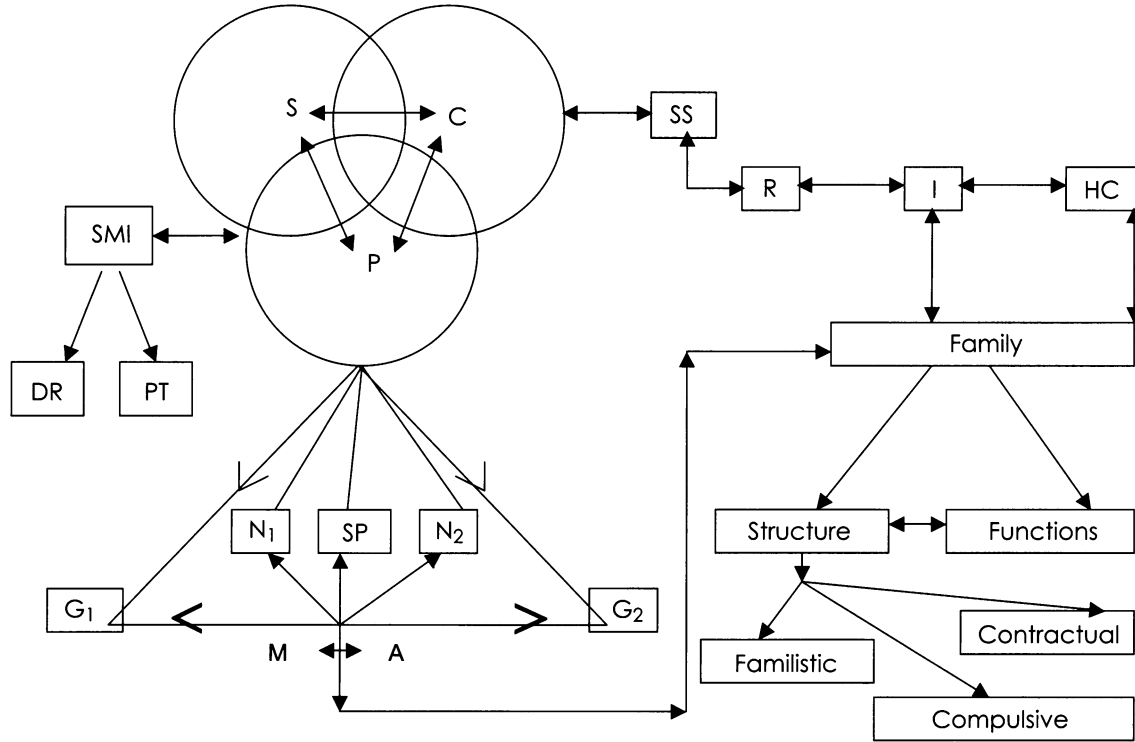 S
C
SS
R
I
HC
SMI
P
Family
DR
PT
N₁
SP
N₂
Structure
Functions
G₁
G₂
M
A
Contractual
Familistic
Compulsive